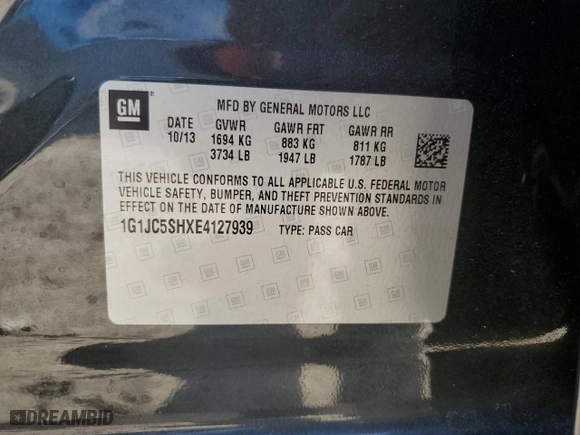 GM
®
MFD BY GENERAL MOTORS LLC
DATE GVWR GAWR FRT GAWR RR
10/13 1694 KG 883 KG 811 KG
3734 LB 1947 LB 1787 LB
THIS VEHICLE CONFORMS TO ALL APPLICABLE U.S. FEDERAL MOTOR
VEHICLE SAFETY, BUMPER, AND THEFT PREVENTION STANDARDS IN
EFFECT ON THE DATE OF MANUFACTURE SHOWN ABOVE
1G1JC5SHXE4127939 TYPE: PASS CAR
DREAMBID